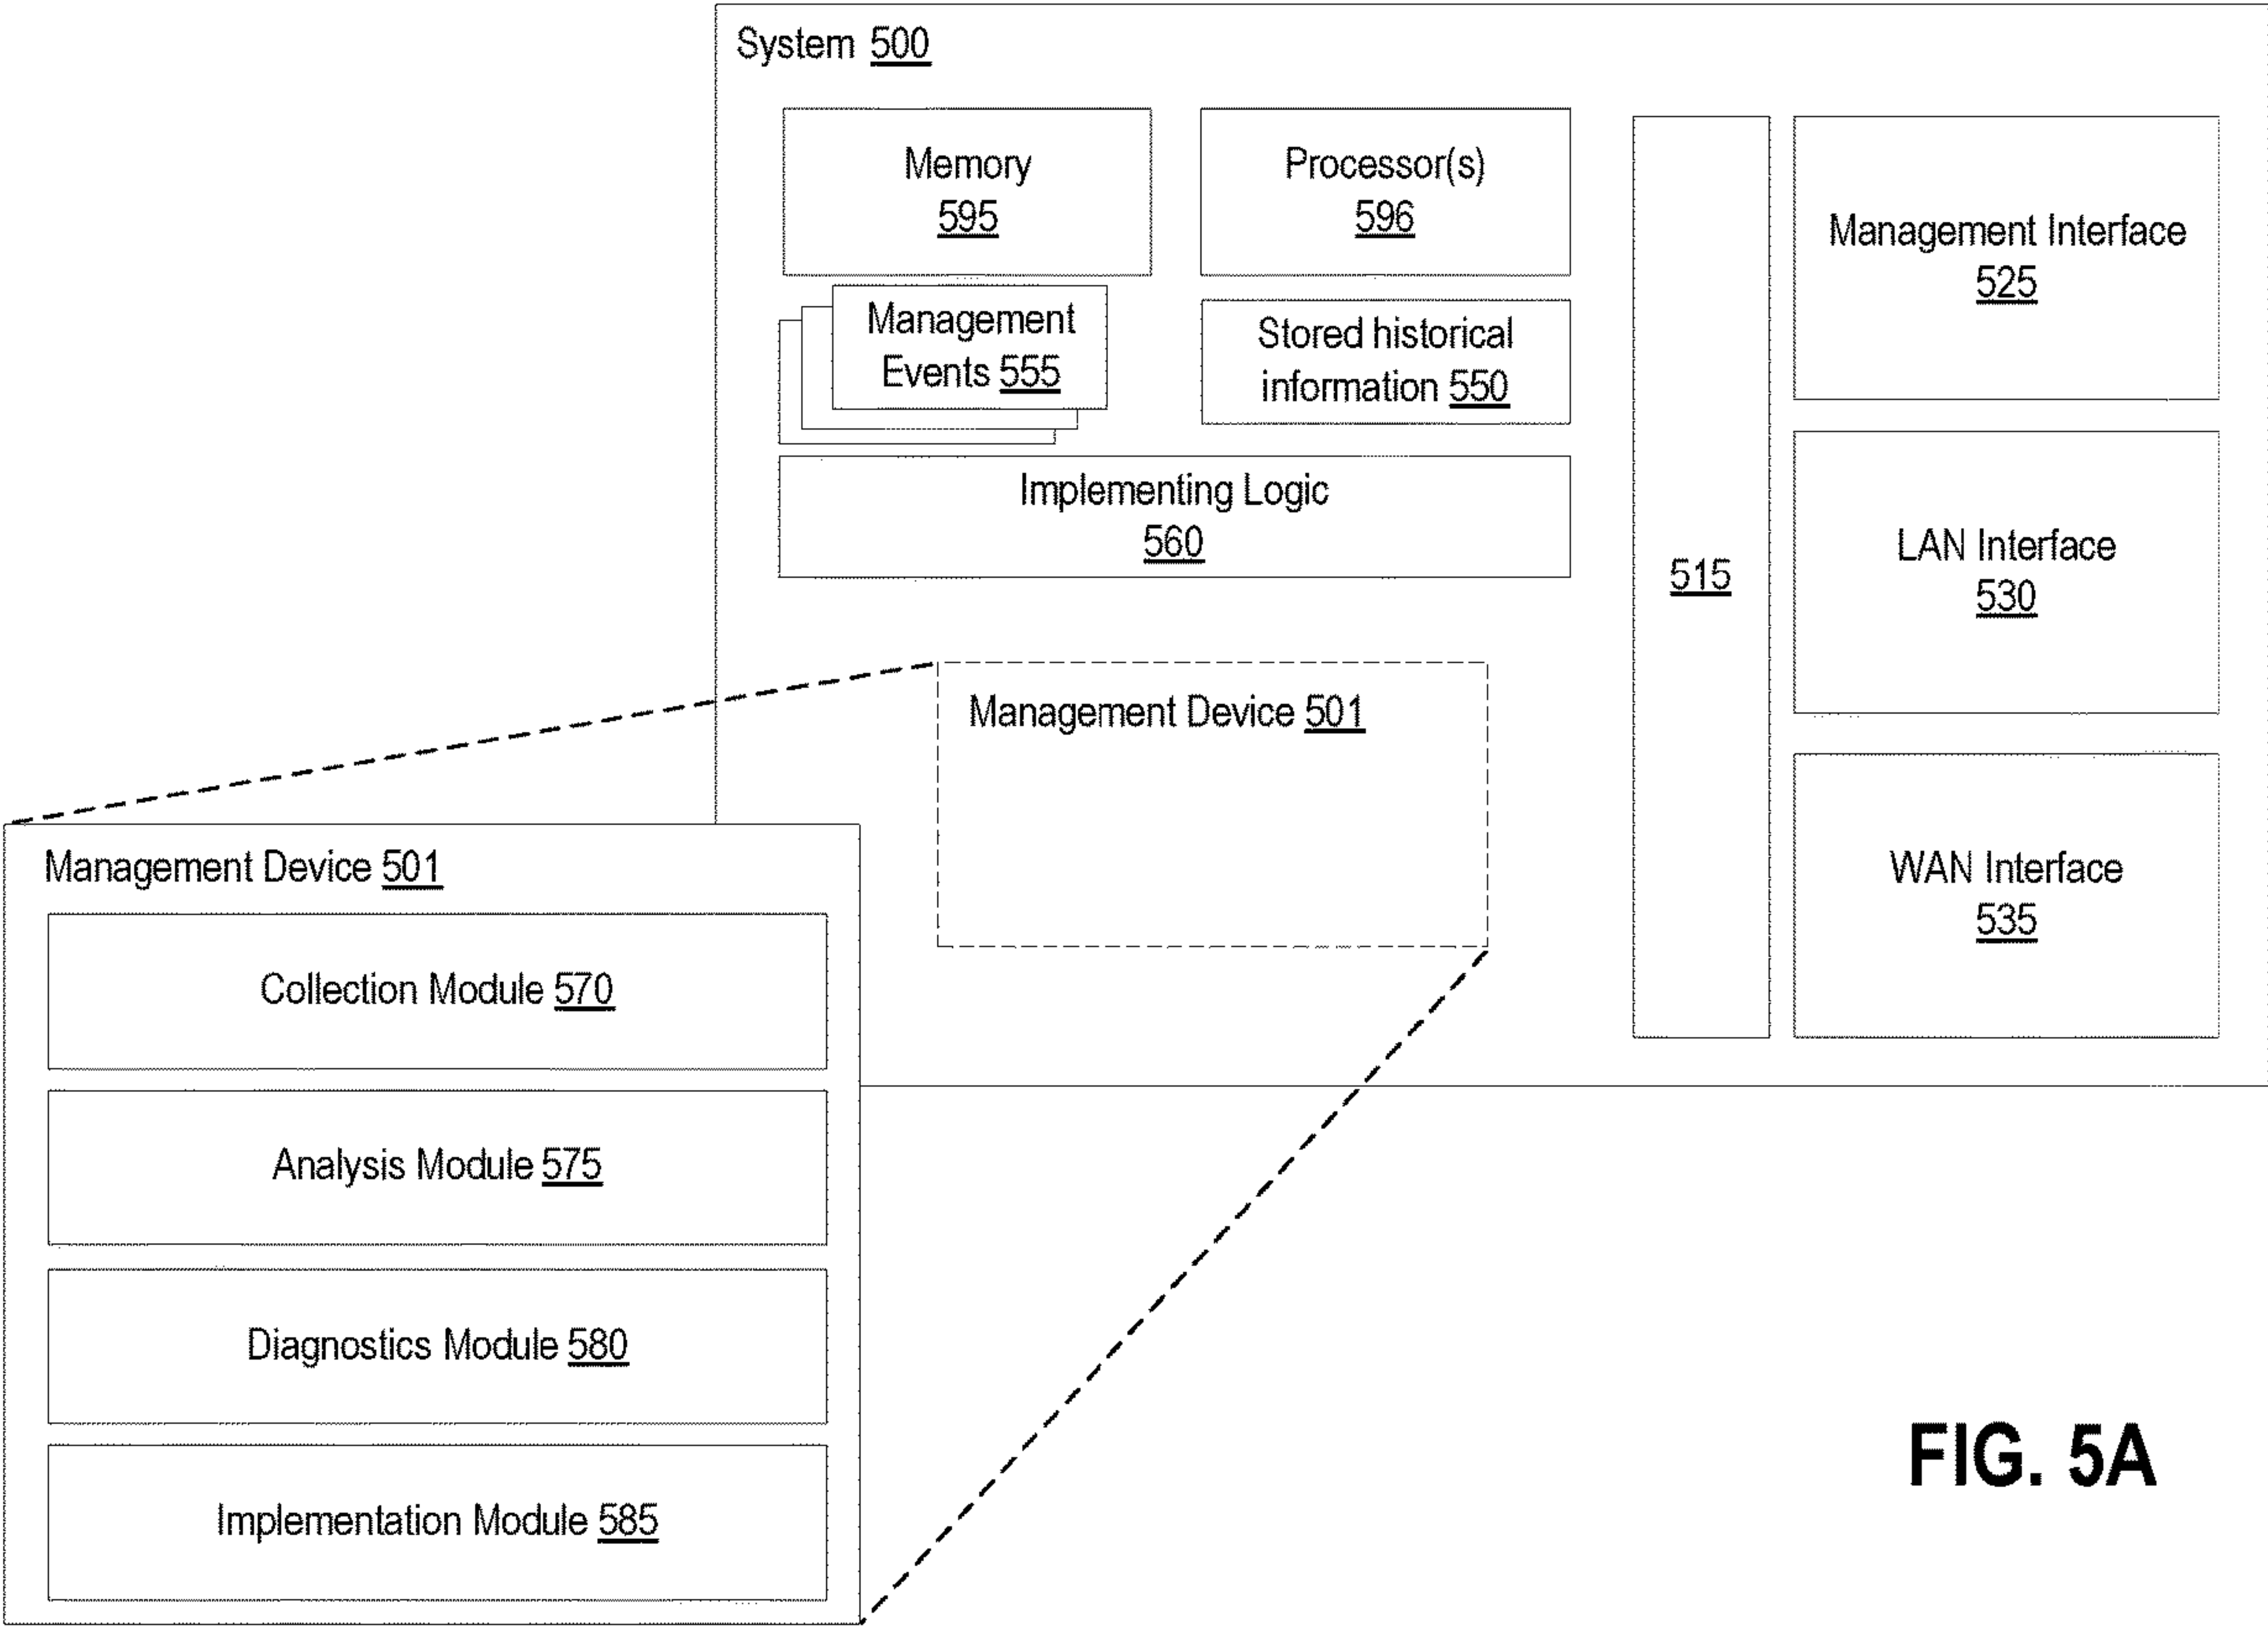 System 500
Memory
595
Processor(s)
596
Management
Events 555
Stored historical
information 550
Implementing Logic
560
515
Management Interface
525
LAN Interface
530
WAN Interface
535
Management Device 501
Management Device 501
Collection Module 570
Analysis Module 575
Diagnostics Module 580
Implementation Module 585
FIG. 5A